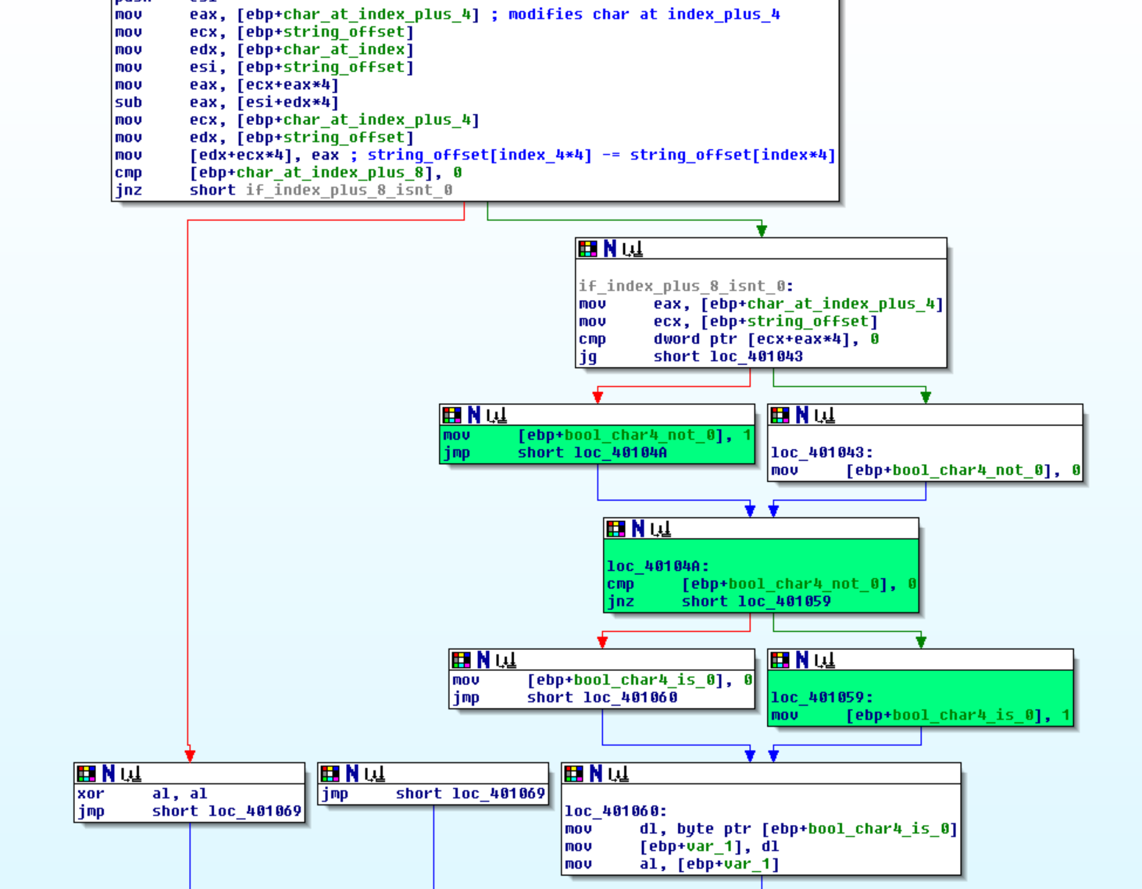 mov eax, [ebp+char_at_index_plus_4] ; modifies char at index_plus_4
mov ecx, [ebp+string_offset]
mov edx, [ebp+char_at_index]
mov esi, [ebp+string_offset]
mov eax, [ecx+eax*4]
sub eax, [esi+edx*4]
mov ecx, [ebp+char_at_index_plus_4]
mov edx, [ebp+string_offset]
mov [edx+ecx*4], eax ; string_offset[index_4*4] -= string_offset[index*4]
cmp [ebp+char_at_index_plus_8], 0
jnz short if_index_plus_8_isnt_0
if_index_plus_8_isnt_0:
mov eax, [ebp+char_at_index_plus_4]
mov ecx, [ebp+string_offset]
cmp dword ptr [ecx+eax*4], 0
jg short loc_401043
mov [ebp+bool_char4_not_0], 1
jmp short loc_40104A
loc_401043:
mov [ebp+bool_char4_not_0], 0
loc_40104A:
cmp [ebp+bool_char4_not_0], 0
jnz short loc_401059
mov [ebp+bool_char4_is_0], 0
jmp short loc_401060
loc_401059:
mov [ebp+bool_char4_is_0], 1
xor al, al
jmp short loc_401069
jmp short loc_401069
loc_401060:
mov dl, byte ptr [ebp+bool_char4_is_0]
mov [ebp+var_1], dl
mov al, [ebp+var_1]